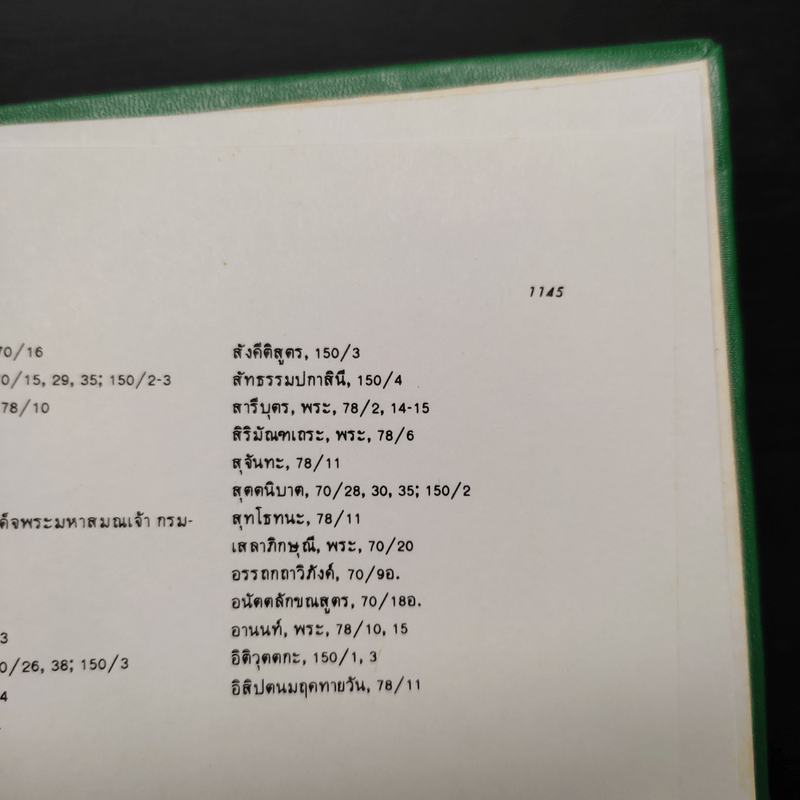 1145
70/16
0/15, 29, 35; 150/2-3
78/10
ด็จพระมหาสมณเจ้า กรม-
3
0/26, 38; 150/3
4
สังคีติสูตร, 150/3
สัทธรรมปกาสินี, 150/4
สารีบุตร, พระ, 78/2, 14-15
สิริมัณฑเถระ, พระ, 78/6
สุจันทะ, 78/11
สุตตนิบาต, 70/28, 30, 35; 150/2
สุทโธทนะ, 78/11
เสลาภิกษุณี, พระ, 70/20
อรรถกถาวิภังค์, 70/9อ.
อนัตตลักขณสูตร, 70/18อ.
อานนท์, พระ, 78/10, 15
อิติวุตตกะ, 150/1, 3
อิสิปตนมฤคทายวัน, 78/11